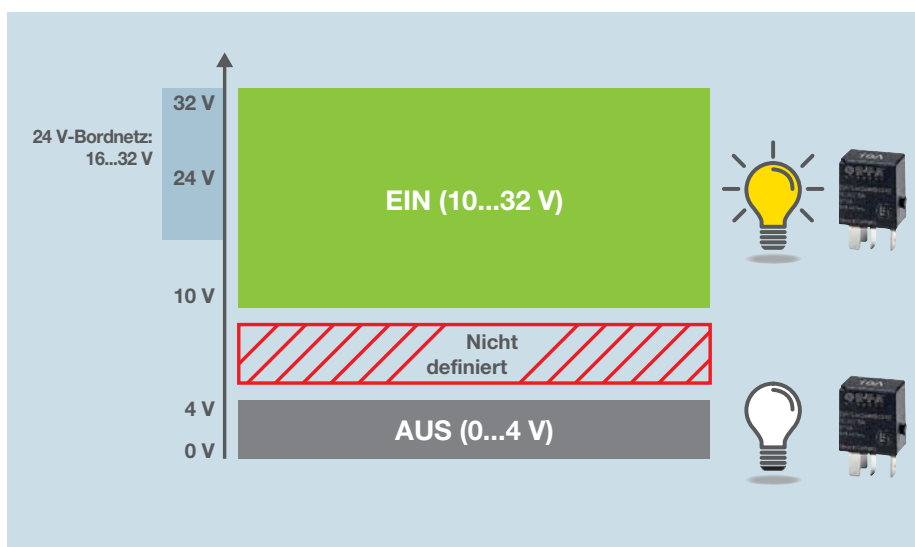 32 V
24 V-Bordnetz:
16...32 V
24 V
EIN (10...32 V)
10 V
Nicht
definiert
4 V
AUS (0...4 V)
0 V